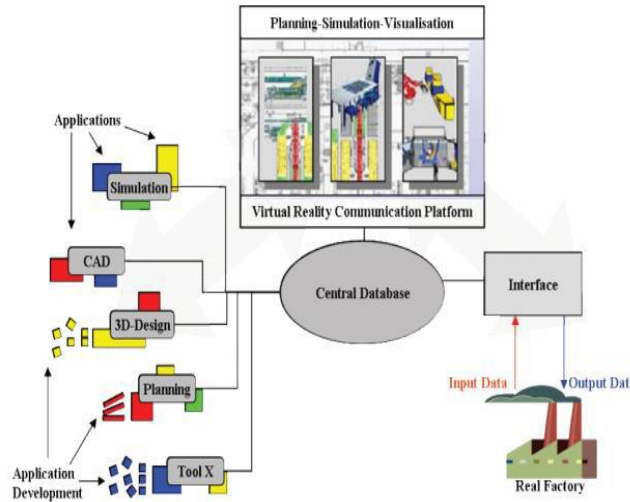 Planning-Simulation-Visualisation
Virtual Reality Communication Platform
Applications
Simulation
CAD
3D-Design
Planning
Tool X
Application
Development
Central Database
Interface
Input Data
Output Dat
Real Factory